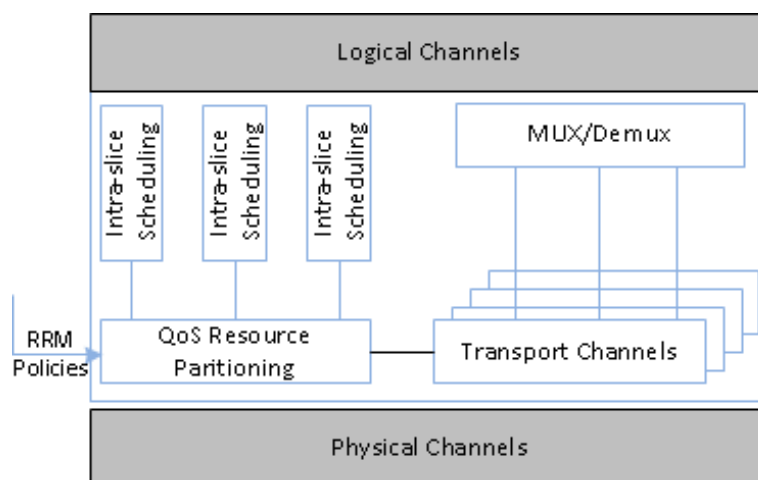 Logical Channels
Intra-slice
Scheduling
Intra-slice
Scheduling
Intra-slice
Scheduling
MUX/Demux
RRM
Policies
QoS Resource
Paritioning
Transport Channels
Physical Channels